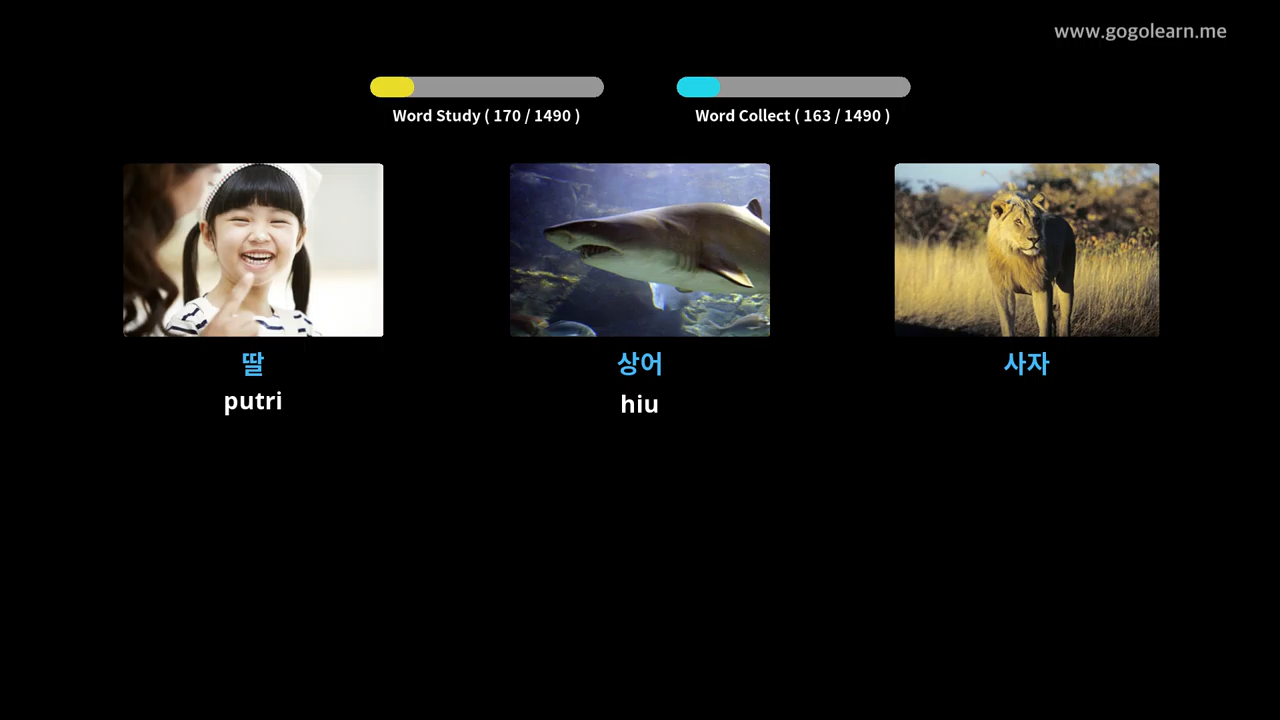 www.gogolearn.me
Word Study ( 170 / 1490 )
Word Collect ( 163 / 1490 )
딸
putri
상어
hiu
사자